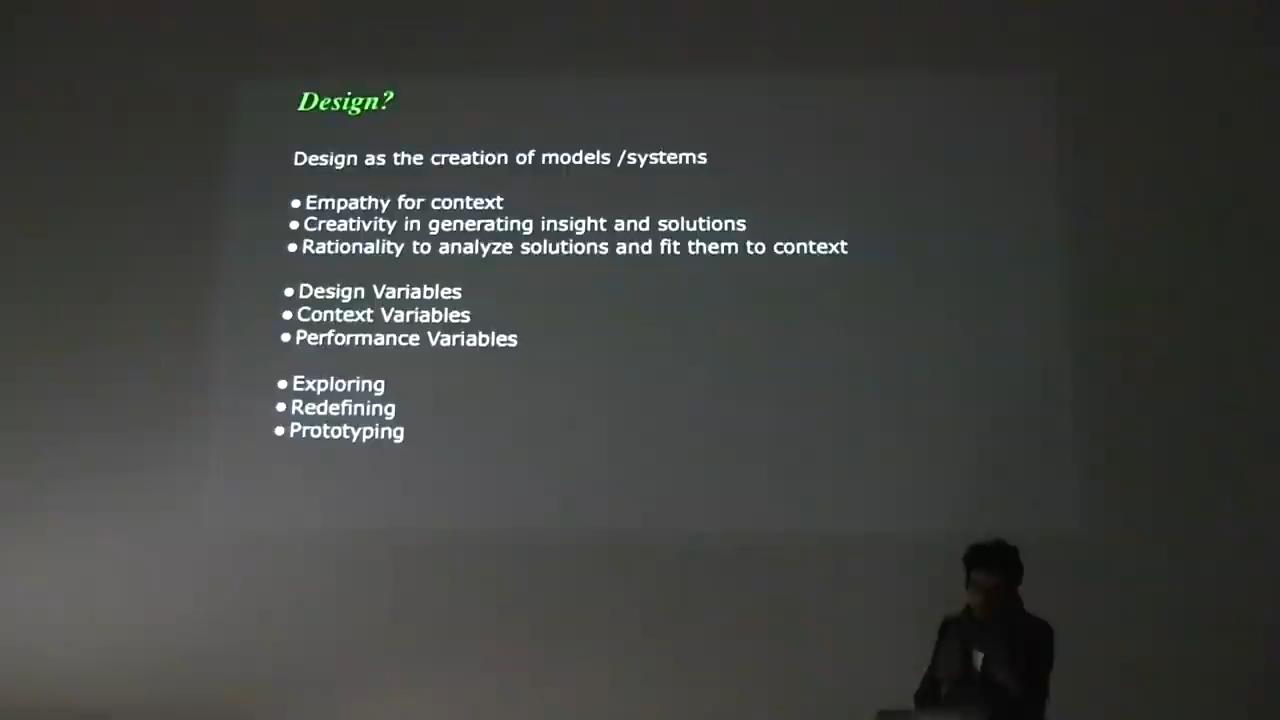 Design?
Design as the creation of models /systems
● Empathy for context
● Creativity in generating insight and solutions
● Rationality to analyze solutions and fit them to context
● Design Variables
● Context Variables
● Performance Variables
● Exploring
● Redefining
● Prototyping